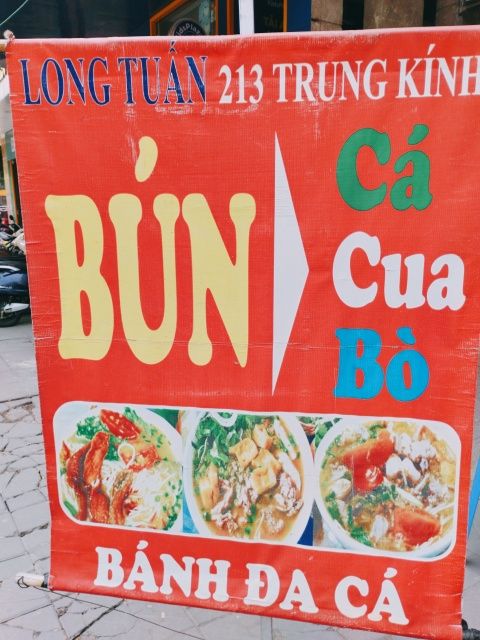 LONG TUẤN 213 TRUNG KÍNH
BÚN
Cá
Cua
Bò
BÁNH ĐA CÁ